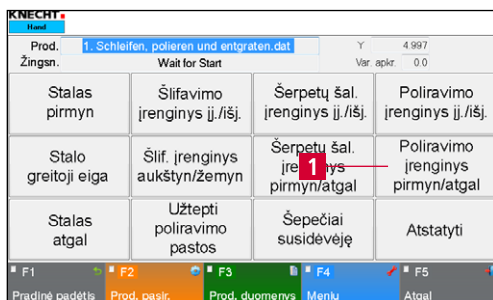 KNECHT
Hand
Prod. 1. Schleifen, polieren und entgraten.dat Y 4.997
Žingsn. Wait for Start Var. apkr. 0.0
Stalas
pirmyn
Šlifavimo
įrenginys įj./išj.
Šerpetų šal.
įrenginys įj./išj.
Poliravimo
įrenginys įj./išj.
Stalo
greitoji eiga
Šlif. įrenginys
aukštyn/žemyn
Šerpetų šal.
pirmyn/atgal
1
Poliravimo
įrenginys
pirmyn/atgal
Stalas
atgal
Užtepti
poliravimo
pastos
Šepečiai
susidėvėję
Atstatyti
F1 F2 F3 F4 F5
Pradinė padėtis Prod. pasir. Prod. duomenys Meniu Atgal